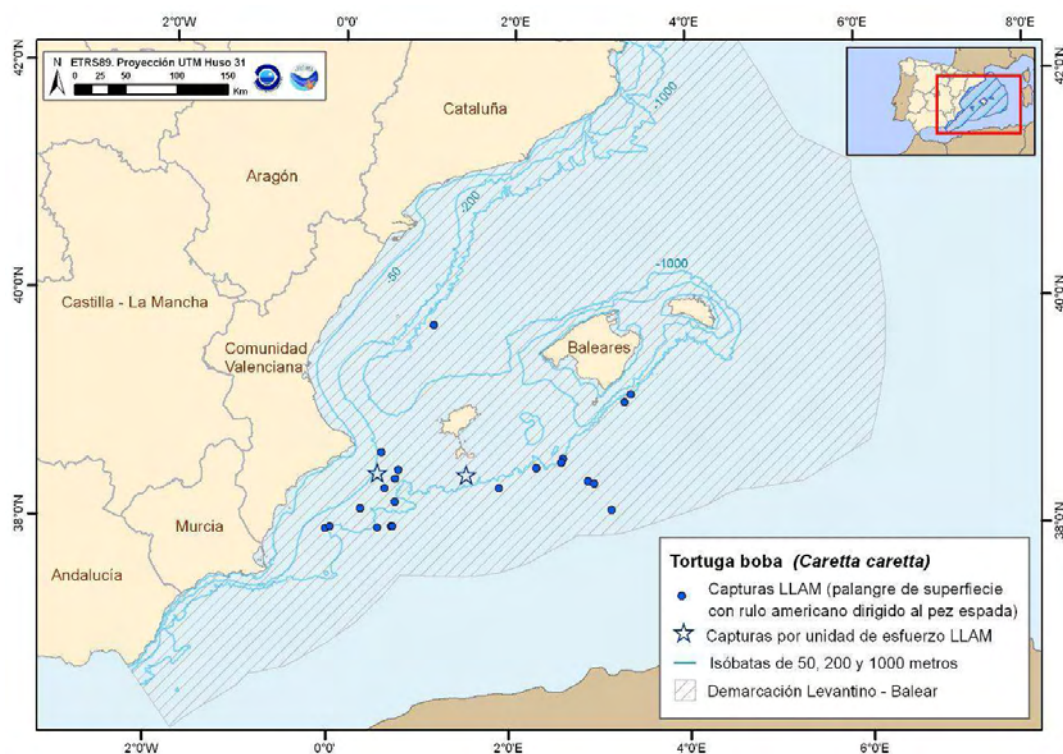 2°0'W
0°0'
2°0'E
4°0'E
6°0'E
8°0'E
42°0'N
42°0'N
N
ETRS89. Proyección UTM Huso 31
0 25 50 100 150
Km
-1000
Cataluña
Aragón
-200
-50
40°0'N
40°0'N
-1000
Castilla - La Mancha
Comunidad
Valenciana
Baleares
38°0'N
38°0'N
Murcia
Andalucía
Tortuga boba (Caretta caretta)
Capturas LLAM (palangre de superfiecie
con rulo americano dirigido al pez espada)
Capturas por unidad de esfuerzo LLAM
Isóbatas de 50, 200 y 1000 metros
Demarcación Levantino - Balear
2°0'W
0°0'
2°0'E
4°0'E
6°0'E